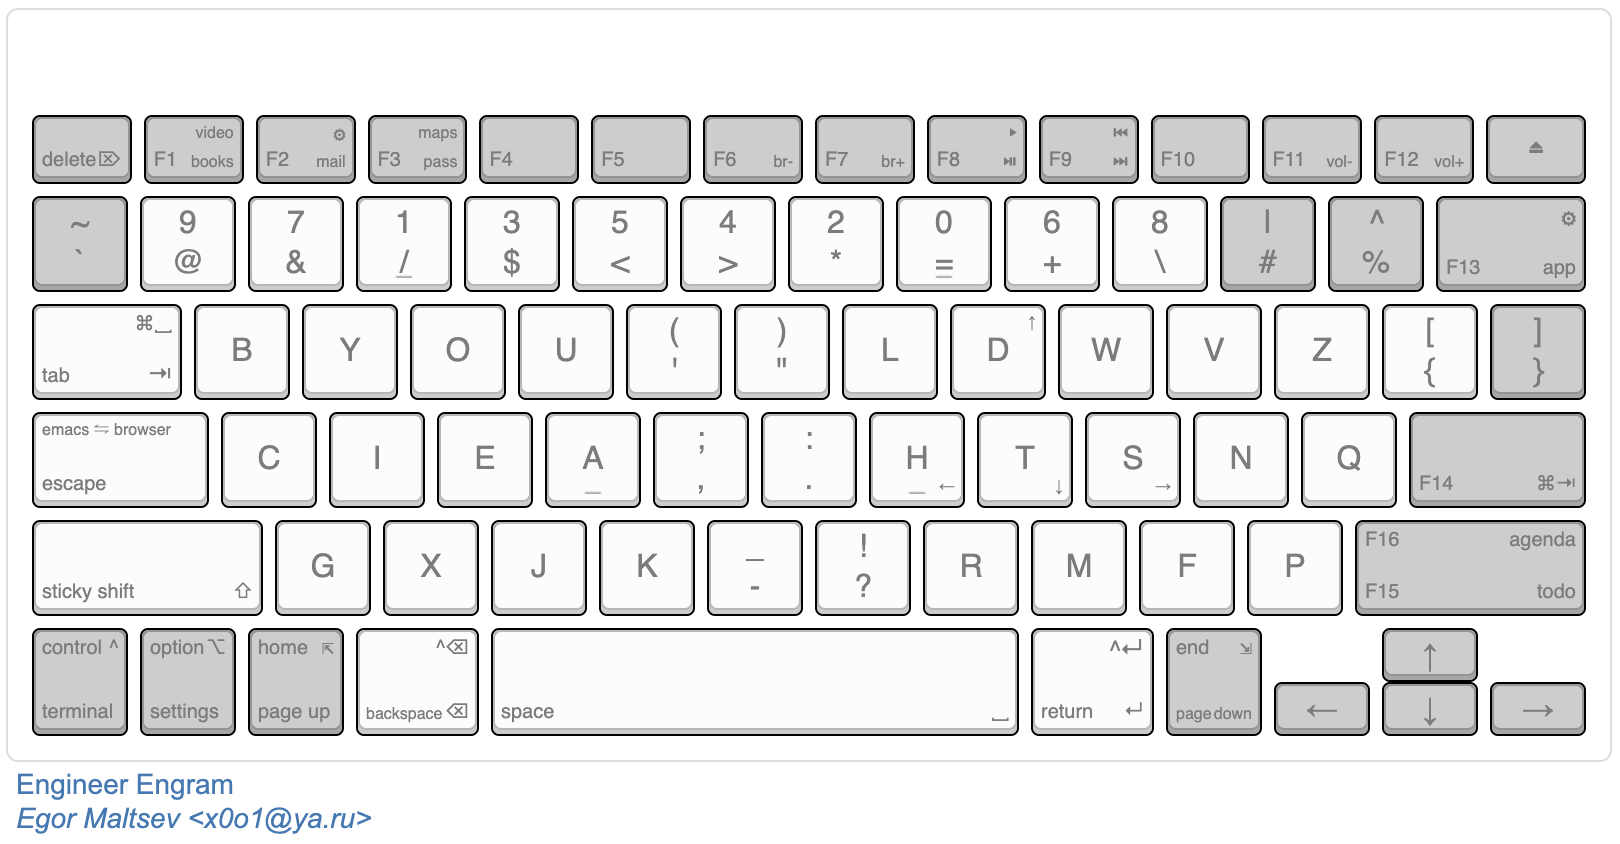 video ⚙ maps ▶ ⏮
delete⌦ F1 books F2 mail F3 pass F4 F5 F6 br- F7 br+ F8 ⏯ F9 ⏭ F10 F11 vol- F12 vol+ ⏏
~ 9 7 1 3 5 4 2 0 6 8 | ^ ⚙
` @ & / $ < > * = + \ # % F13 app
⌘⎵ B Y O U ( ) L D ↑ W V Z [ ]
tab ⇥ ' " { }
emacs ⇋ browser C I E A ; : H T S N Q
escape _ , . _ ← ↓ → F14 ⌘⇥
G X J K _ ! R M F P F16 agenda
sticky shift ⇧ - ? F15 todo
control ^ option ⌥ home ⇱ ^⌫ ^↵ end ⇲ ↑
terminal settings page up backspace ⌫ space ⎵ return ↵ page down ← ↓ →
Engineer Engram
Egor Maltsev <x0o1@ya.ru>